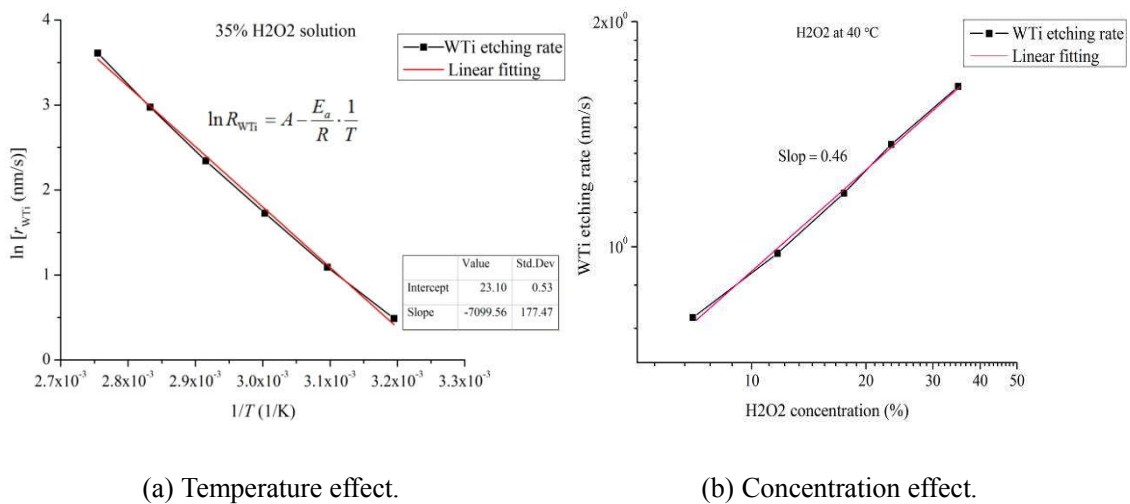 35% H2O2 solution
WTi etching rate
Linear fitting
ln R_WTi = A − E_a/R · 1/T
Value Std.Dev
Intercept 23.10 0.53
Slope -7099.56 177.47
ln [r_WTi (nm/s)]
4
3
2
1
0
2.7x10⁻³ 2.8x10⁻³ 2.9x10⁻³ 3.0x10⁻³ 3.1x10⁻³ 3.2x10⁻³ 3.3x10⁻³
1/T (1/K)
(a) Temperature effect.
H2O2 at 40 °C
WTi etching rate
Linear fitting
Slop = 0.46
WTi etching rate (nm/s)
2x10⁰
10⁰
10 20 30 40 50
H2O2 concentration (%)
(b) Concentration effect.